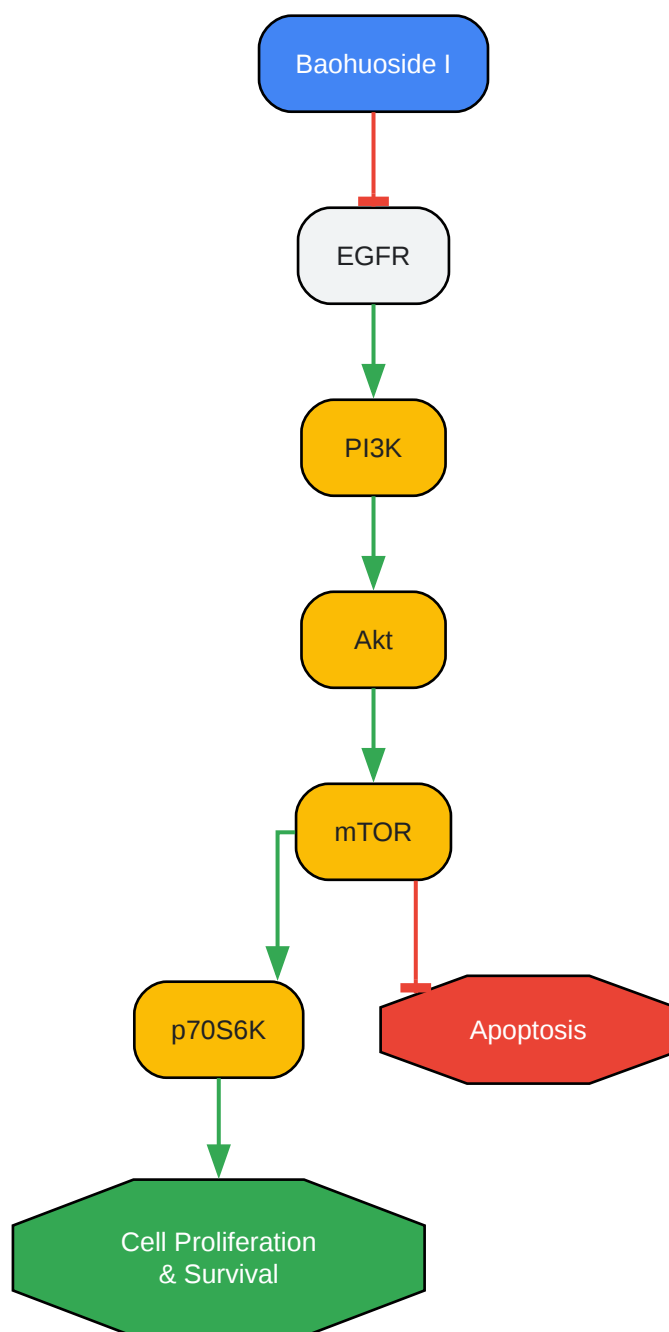 Baohuoside I
EGFR
PI3K
Akt
mTOR
p70S6K
Apoptosis
Cell Proliferation
& Survival